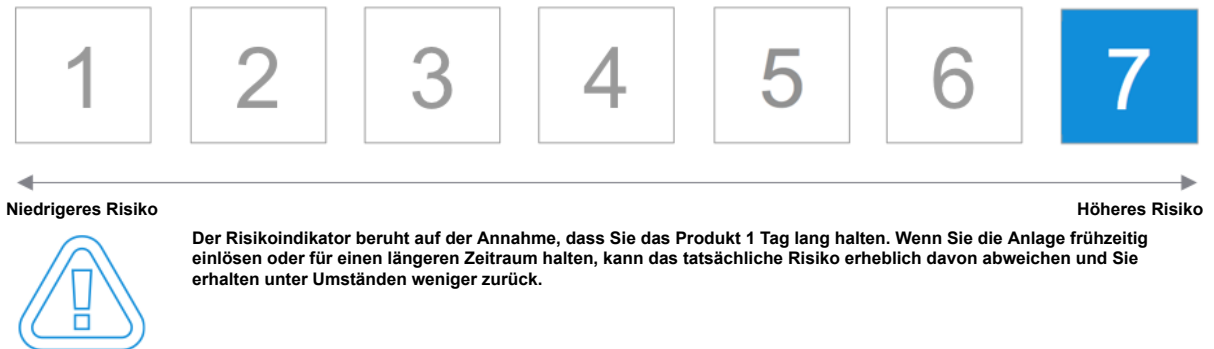 1 2 3 4 5 6 7
Niedrigeres Risiko Höheres Risiko
Der Risikoindikator beruht auf der Annahme, dass Sie das Produkt 1 Tag lang halten. Wenn Sie die Anlage frühzeitig
einlösen oder für einen längeren Zeitraum halten, kann das tatsächliche Risiko erheblich davon abweichen und Sie
erhalten unter Umständen weniger zurück.